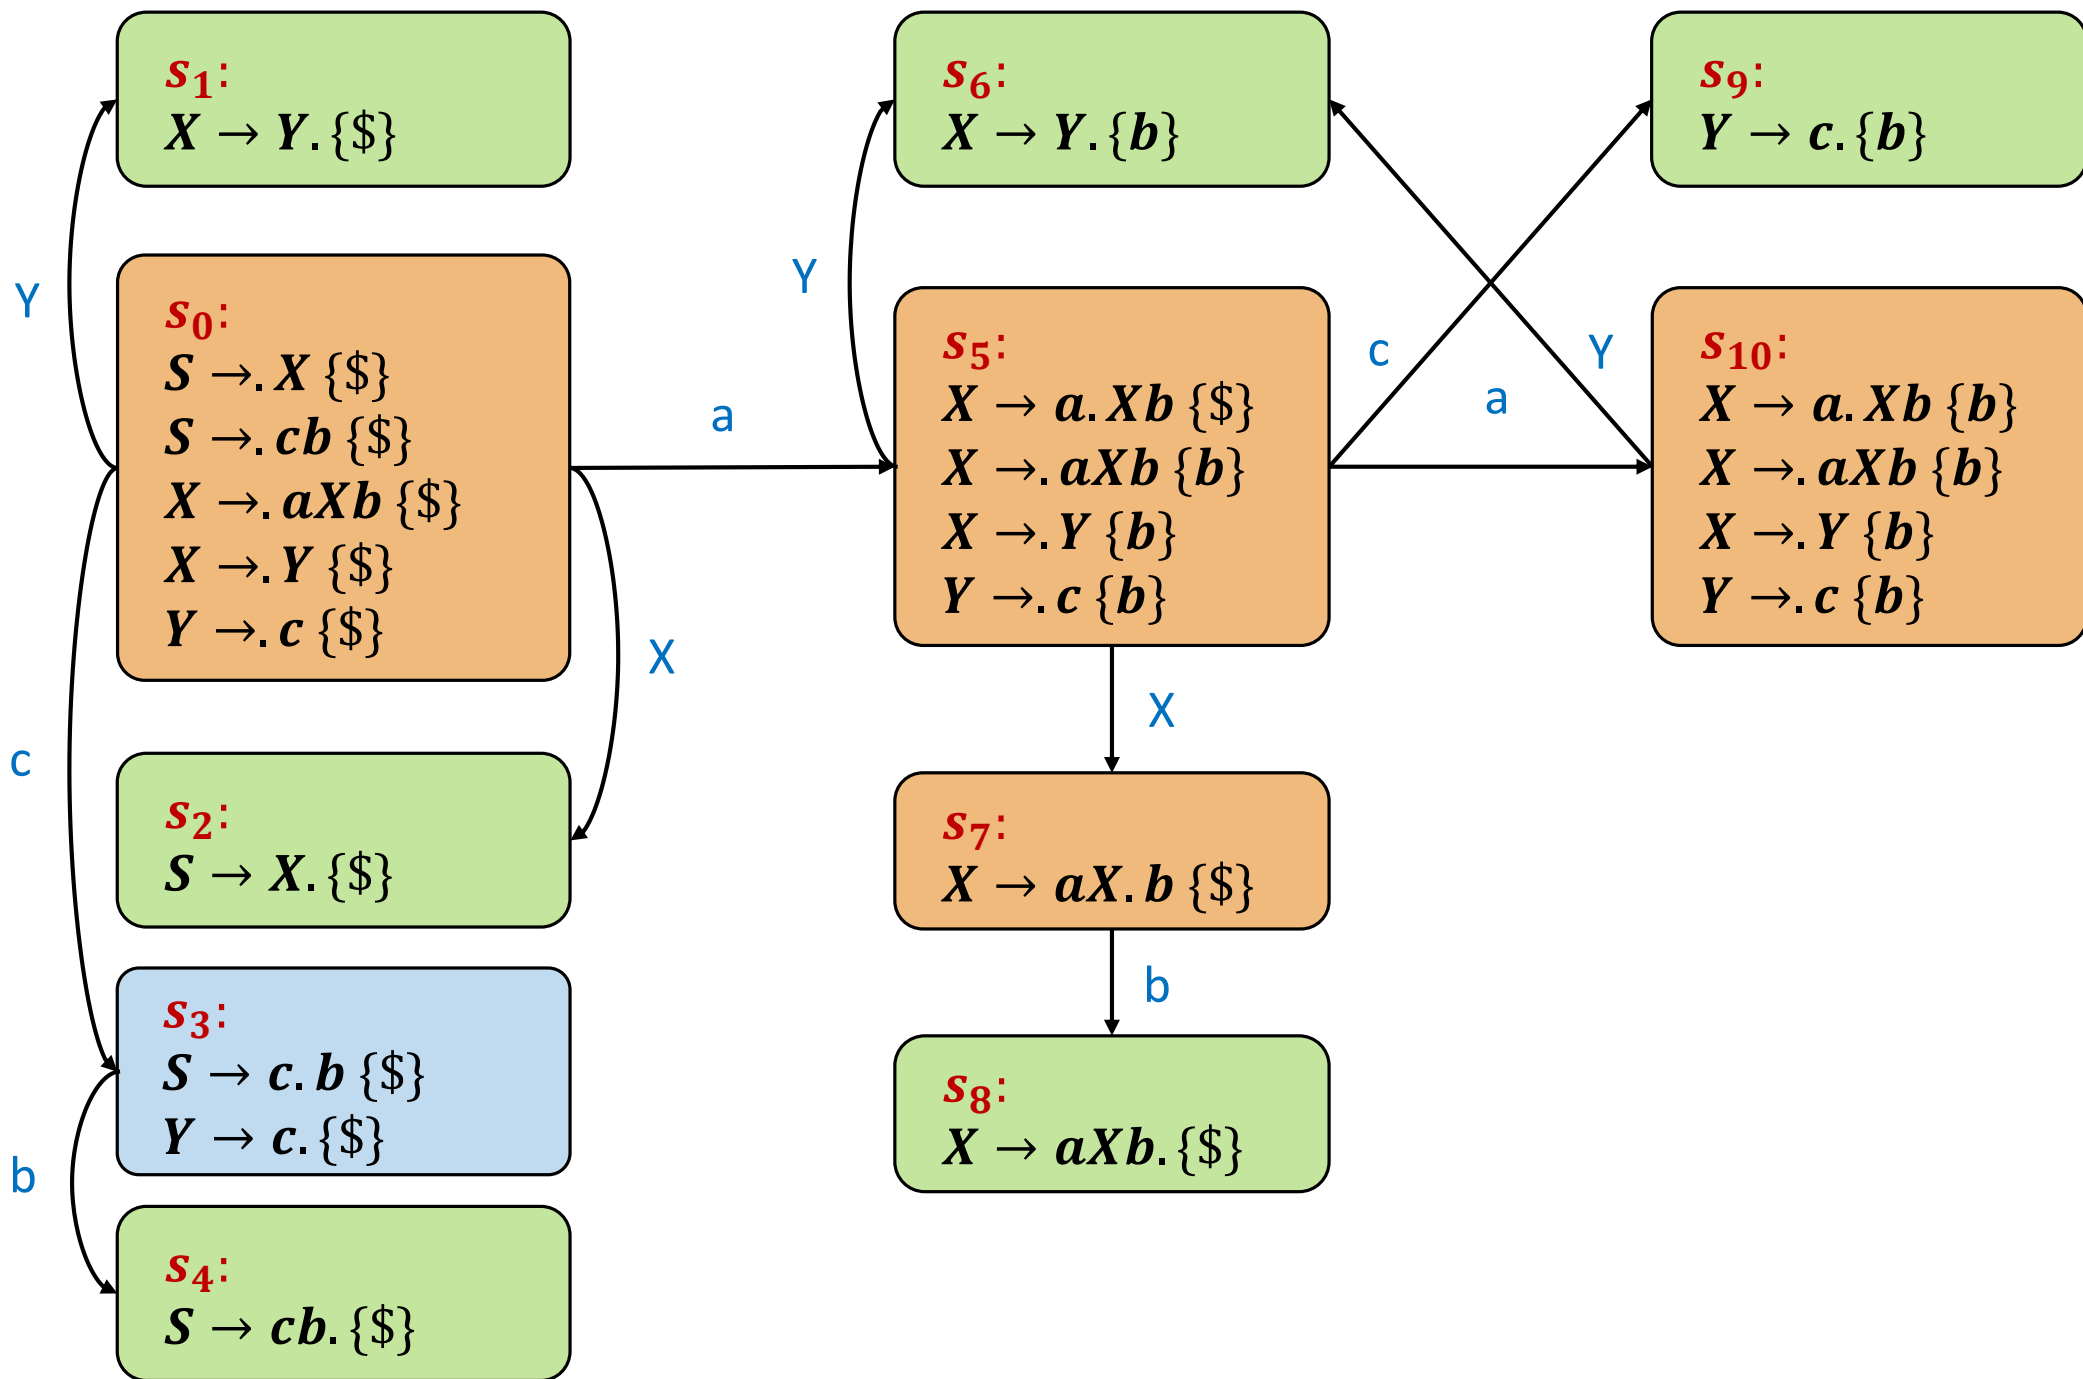 s₁:
X → Y. {$}
Y
s₀:
S →. X {$}
S →. cb {$}
X →. aXb {$}
X →. Y {$}
Y →. c {$}
a
X
c
s₂:
S → X. {$}
s₃:
S → c. b {$}
Y → c. {$}
b
s₄:
S → cb. {$}
s₆:
X → Y. {b}
Y
s₅:
X → a. Xb {$}
X →. aXb {b}
X →. Y {b}
Y →. c {b}
X
s₇:
X → aX. b {$}
b
s₈:
X → aXb. {$}
c
a
Y
s₉:
Y → c. {b}
s₁₀:
X → a. Xb {b}
X →. aXb {b}
X →. Y {b}
Y →. c {b}